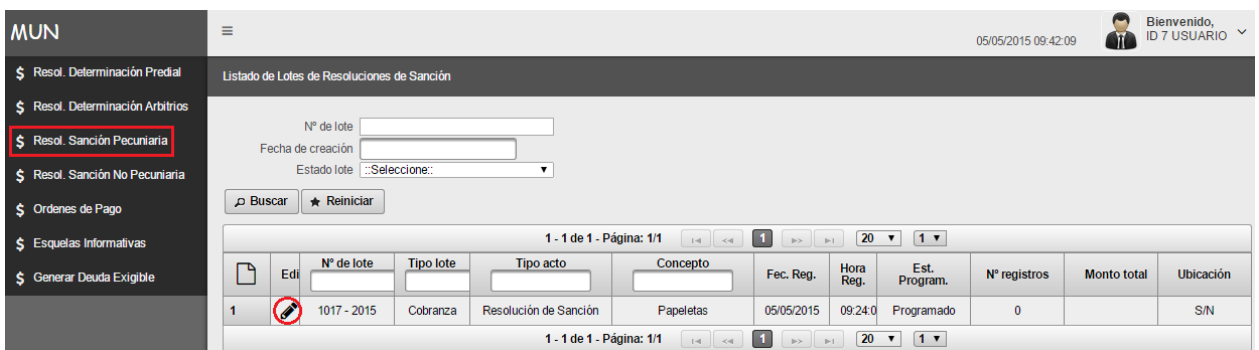 MUN
05/05/2015 09:42:09
Bienvenido,
ID 7 USUARIO
$ Resol. Determinación Predial
$ Resol. Determinación Arbitrios
$ Resol. Sanción Pecuniaria
$ Resol. Sanción No Pecuniaria
$ Ordenes de Pago
$ Esquelas Informativas
$ Generar Deuda Exigible
Listado de Lotes de Resoluciones de Sanción
Nº de lote
Fecha de creación
Estado lote ::Seleccione::
Buscar Reiniciar
1 - 1 de 1 - Página: 1/1 1 20 1
Edi Nº de lote Tipo lote Tipo acto Concepto Fec. Reg. Hora Reg. Est. Program. Nº registros Monto total Ubicación
1 1017 - 2015 Cobranza Resolución de Sanción Papeletas 05/05/2015 09:24:0 Programado 0 S/N
1 - 1 de 1 - Página: 1/1 1 20 1